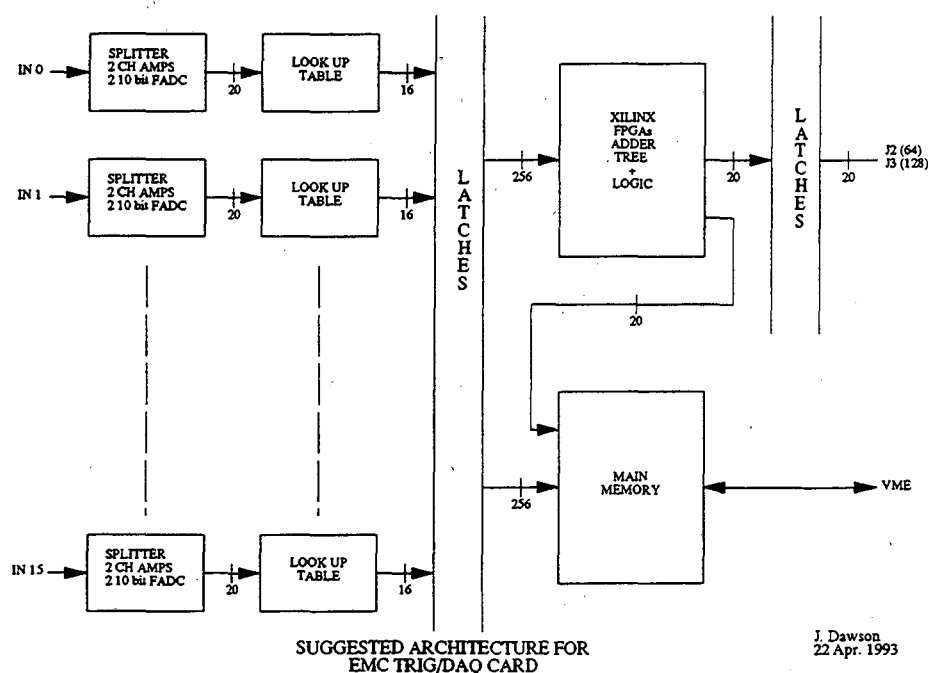 IN 0
SPLITTER
2 CH AMPS
2 10 bit FADC
20
LOOK UP
TABLE
16
IN 1
SPLITTER
2 CH AMPS
2 10 bit FADC
20
LOOK UP
TABLE
16
IN 15
SPLITTER
2 CH AMPS
2 10 bit FADC
20
LOOK UP
TABLE
16
LATCHES
256
XILINX
FPGAs
ADDER
TREE
+
LOGIC
20
20
LATCHES
20
J2 (64)
J3 (128)
256
MAIN
MEMORY
VME
SUGGESTED ARCHITECTURE FOR
EMC TRIG/DAQ CARD
J. Dawson
22 Apr. 1993